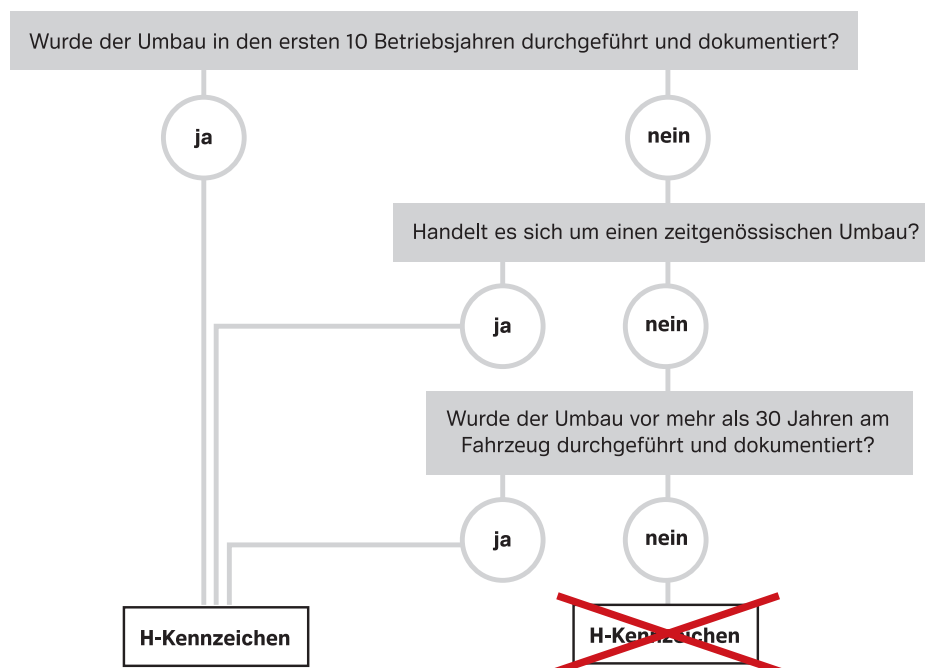 Wurde der Umbau in den ersten 10 Betriebsjahren durchgeführt und dokumentiert?
ja
nein
Handelt es sich um einen zeitgenössischen Umbau?
ja
nein
Wurde der Umbau vor mehr als 30 Jahren am
Fahrzeug durchgeführt und dokumentiert?
ja
nein
H-Kennzeichen
H-Kennzeichen